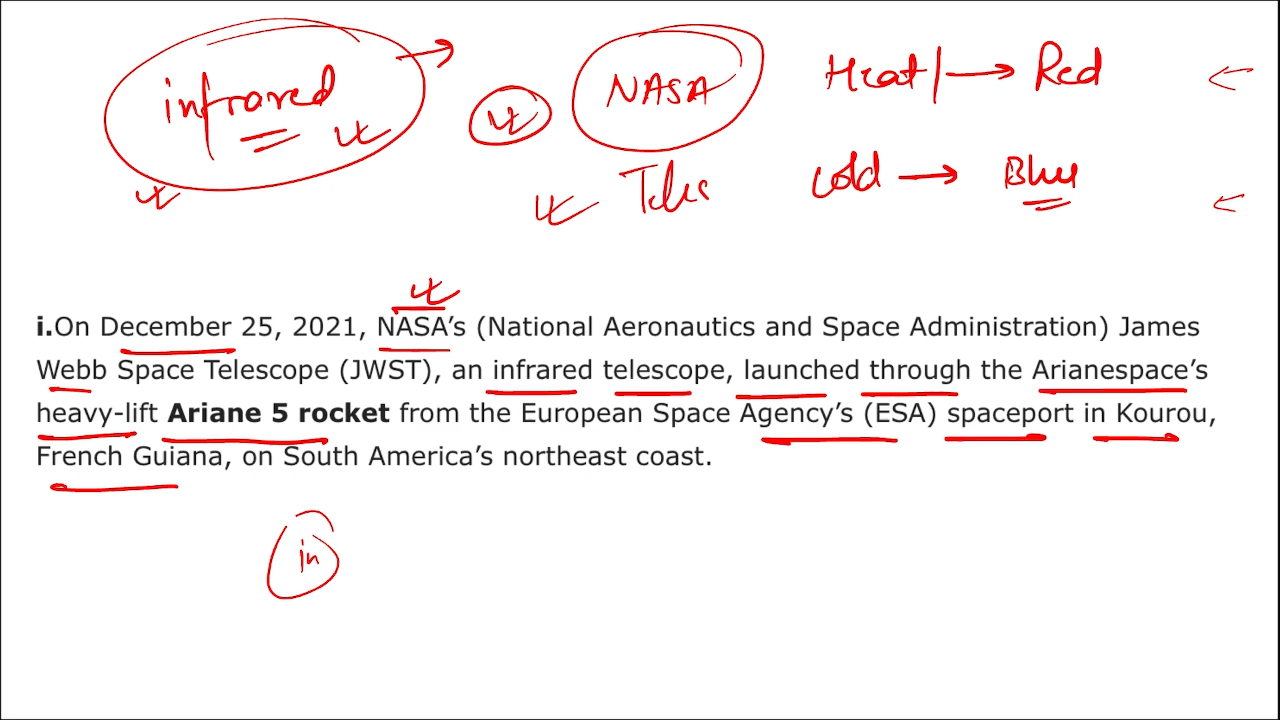 infrared
NASA
Heat/ → Red
Cold → Blue
i.On December 25, 2021, NASA's (National Aeronautics and Space Administration) James
Webb Space Telescope (JWST), an infrared telescope, launched through the Arianespace's
heavy-lift Ariane 5 rocket from the European Space Agency's (ESA) spaceport in Kourou,
French Guiana, on South America's northeast coast.
in